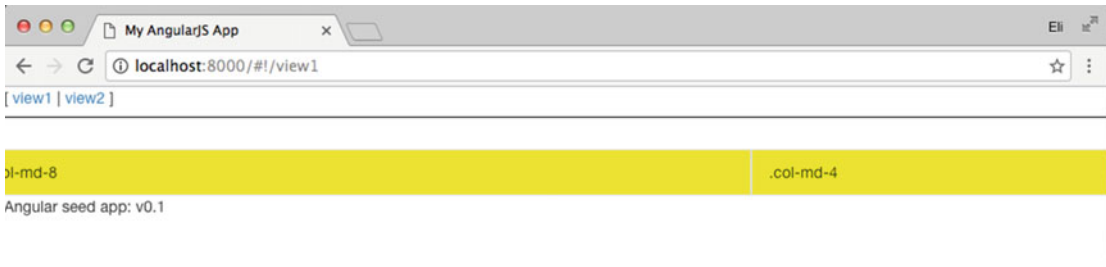 My AngularJS App
Eli
localhost:8000/#!/view1
[ view1 | view2 ]
ol-md-8
.col-md-4
Angular seed app: v0.1